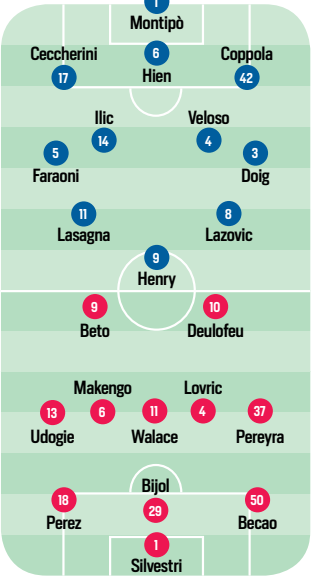 1
Montipò
Ceccherini 6 Coppola
17 Hien 42
Ilic Veloso
5 14 4 3
Faraoni Doig
11 8
Lasagna Lazovic
9
Henry
9 10
Beto Deulofeu
Makengo Lovric
13 6 11 4 37
Udogie Walace Pereyra
Bijol
18 29 50
Perez Becao
1
Silvestri